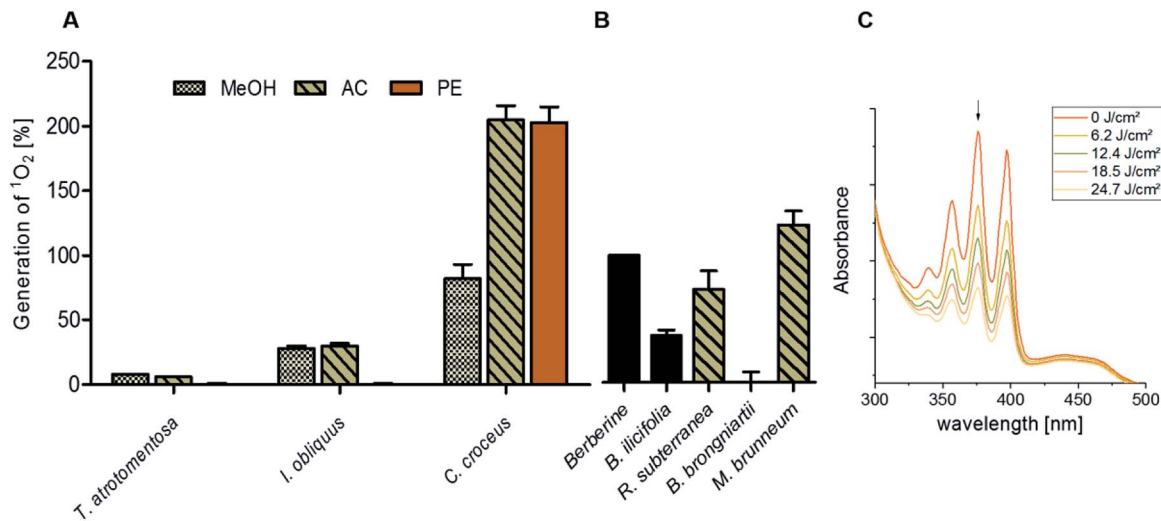 A
B
C
250
200
150
100
50
0
Generation of ¹O₂ [%]
MeOH AC PE
T. atrotomentosa
I. obliquus
C. croceus
Berberine
B. ilicifolia
R. subterranea
B. brongniartii
M. brunneum
Absorbance
0 J/cm²
6.2 J/cm²
12.4 J/cm²
18.5 J/cm²
24.7 J/cm²
300 350 400 450 500
wavelength [nm]